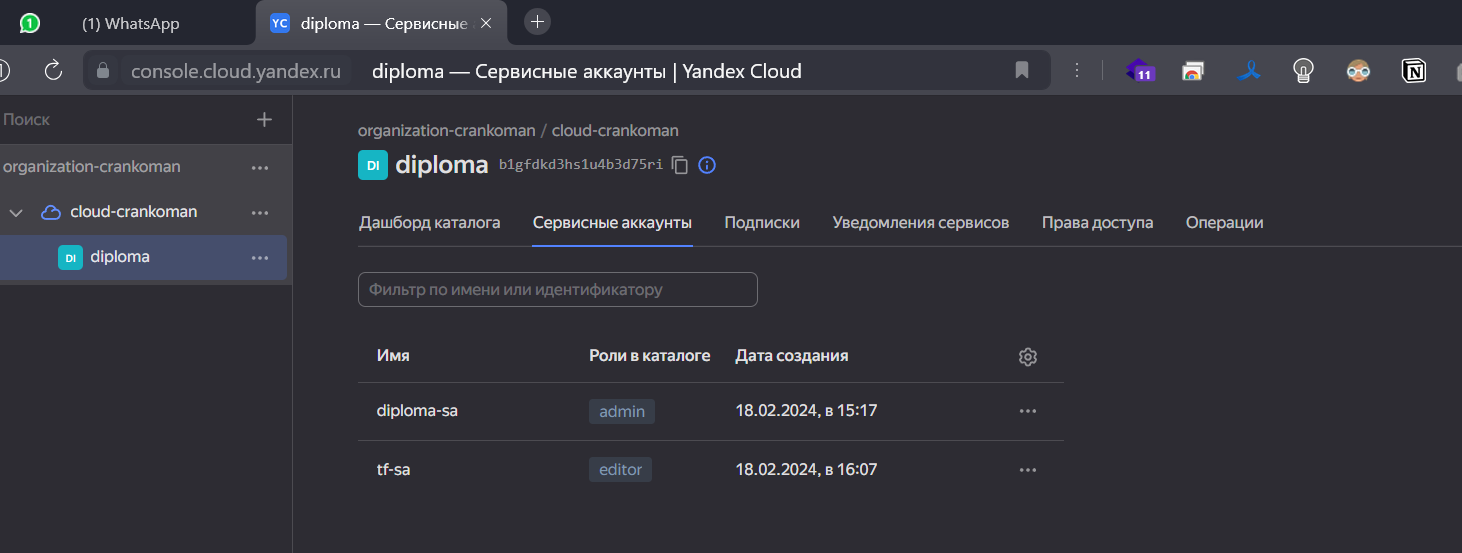 1
(1) WhatsApp
YC diploma — Сервисные
console.cloud.yandex.ru diploma — Сервисные аккаунты | Yandex Cloud
11
Поиск
organization-crankoman
cloud-crankoman
DI diploma
organization-crankoman / cloud-crankoman
DI diploma b1gfdkd3hs1u4b3d75ri
Дашборд каталога Сервисные аккаунты Подписки Уведомления сервисов Права доступа Операции
Фильтр по имени или идентификатору
Имя Роли в каталоге Дата создания
diploma-sa admin 18.02.2024, в 15:17
tf-sa editor 18.02.2024, в 16:07